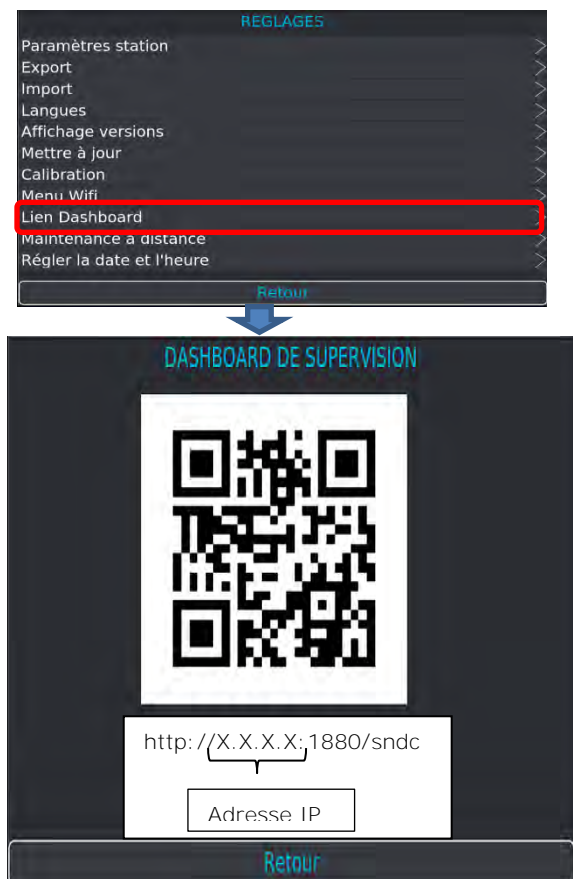 REGLAGES
Paramètres station
Export
Import
Langues
Affichage versions
Mettre à jour
Calibration
Menu Wifi
Lien Dashboard
Maintenance à distance
Régler la date et l'heure
Retour
DASHBOARD DE SUPERVISION
http://X.X.X.X:1880/sndc
Adresse IP
Retour